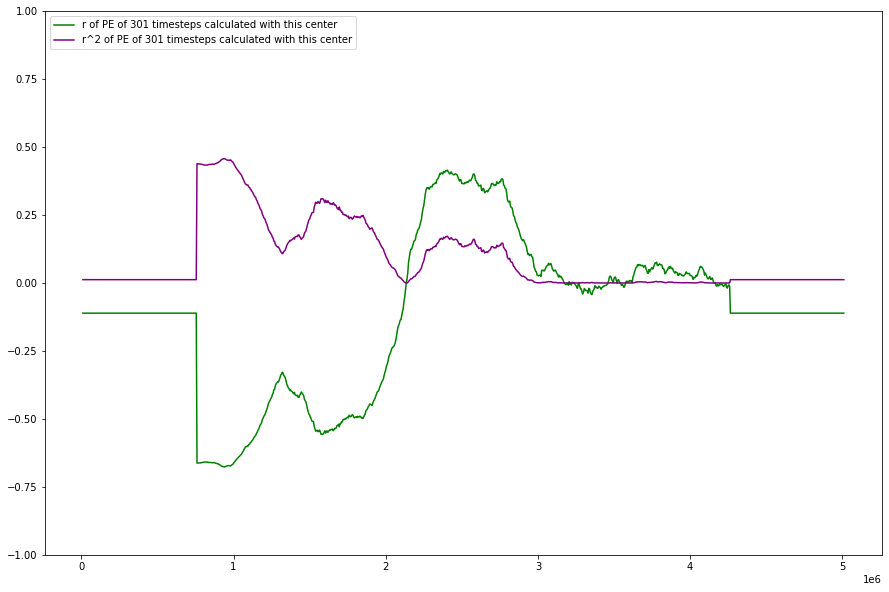 r of PE of 301 timesteps calculated with this center
r^2 of PE of 301 timesteps calculated with this center
1.00
0.75
0.50
0.25
0.00
−0.25
−0.50
−0.75
−1.00
0 1 2 3 4 5
1e6